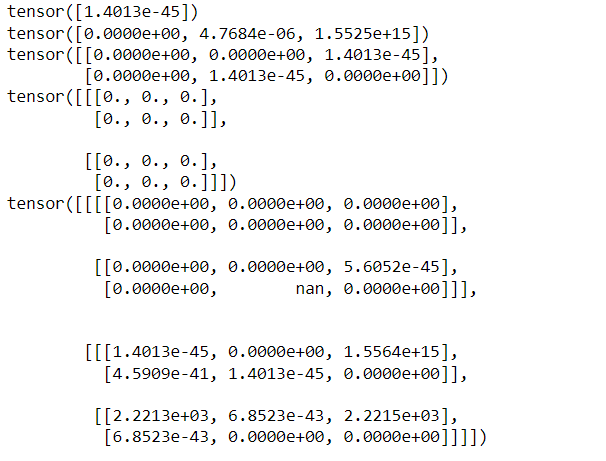 tensor([1.4013e-45])
tensor([0.0000e+00, 4.7684e-06, 1.5525e+15])
tensor([[0.0000e+00, 0.0000e+00, 1.4013e-45],
        [0.0000e+00, 1.4013e-45, 0.0000e+00]])
tensor([[[0., 0., 0.],
         [0., 0., 0.]],

        [[0., 0., 0.],
         [0., 0., 0.]]])
tensor([[[[0.0000e+00, 0.0000e+00, 0.0000e+00],
          [0.0000e+00, 0.0000e+00, 0.0000e+00]],

         [[0.0000e+00, 0.0000e+00, 5.6052e-45],
          [0.0000e+00,        nan, 0.0000e+00]]],


        [[[1.4013e-45, 0.0000e+00, 1.5564e+15],
          [4.5909e-41, 1.4013e-45, 0.0000e+00]],

         [[2.2213e+03, 6.8523e-43, 2.2215e+03],
          [6.8523e-43, 0.0000e+00, 0.0000e+00]]]])